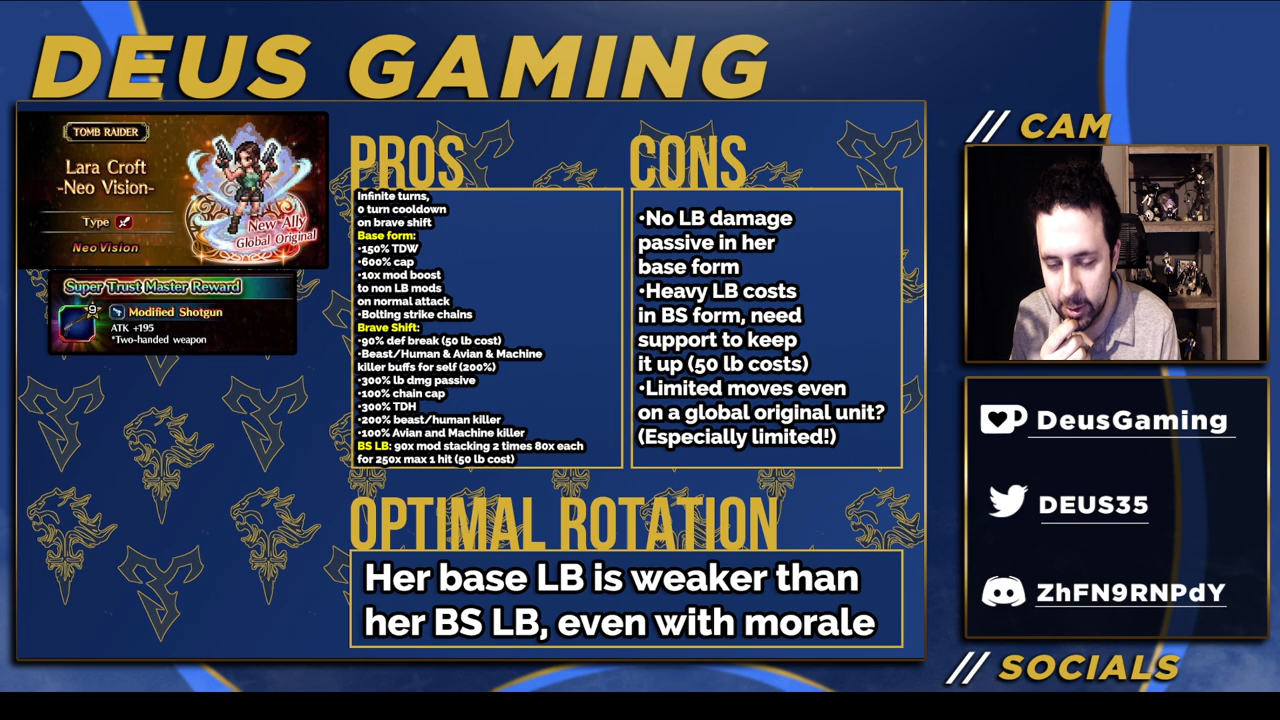 DEUS GAMING
TOMB RAIDER
Lara Croft
-Neo Vision-
Type
Neo Vision
New Ally
Global Original
Super Trust Master Reward
9
Modified Shotgun
ATK +195
*Two-handed weapon
PROS
Infinite turns,
0 turn cooldown
on brave shift
Base form:
•150% TDW
•600% cap
•10x mod boost
to non LB mods
on normal attack
•Bolting strike chains
Brave Shift:
•90% def break (50 lb cost)
•Beast/Human & Avian & Machine
killer buffs for self (200%)
•300% lb dmg passive
•100% chain cap
•300% TDH
•200% beast/human killer
•100% Avian and Machine killer
BS LB: 90x mod stacking 2 times 80x each
for 250x max 1 hit (50 lb cost)
CONS
•No LB damage
passive in her
base form
•Heavy LB costs
in BS form, need
support to keep
it up (50 lb costs)
•Limited moves even
on a global original unit?
(Especially limited!)
OPTIMAL ROTATION
Her base LB is weaker than
her BS LB, even with morale
// CAM
DeusGaming
DEUS35
ZhFN9RNPdY
// SOCIALS